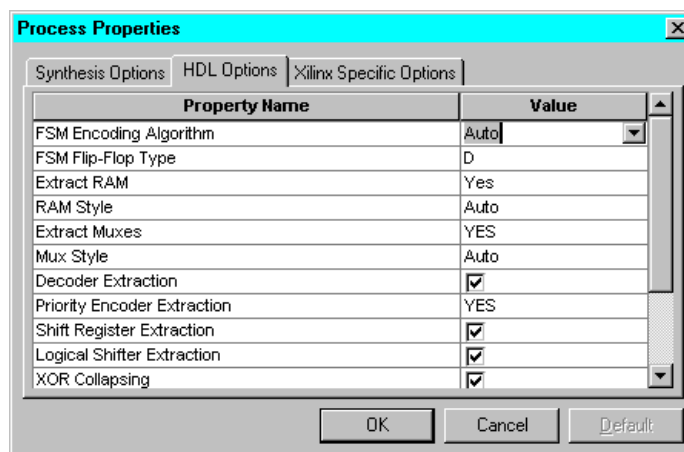 Process Properties
Synthesis Options HDL Options Xilinx Specific Options
Property Name Value
FSM Encoding Algorithm Auto
FSM Flip-Flop Type D
Extract RAM Yes
RAM Style Auto
Extract Muxes YES
Mux Style Auto
Decoder Extraction
Priority Encoder Extraction YES
Shift Register Extraction
Logical Shifter Extraction
XOR Collapsing
OK Cancel Default